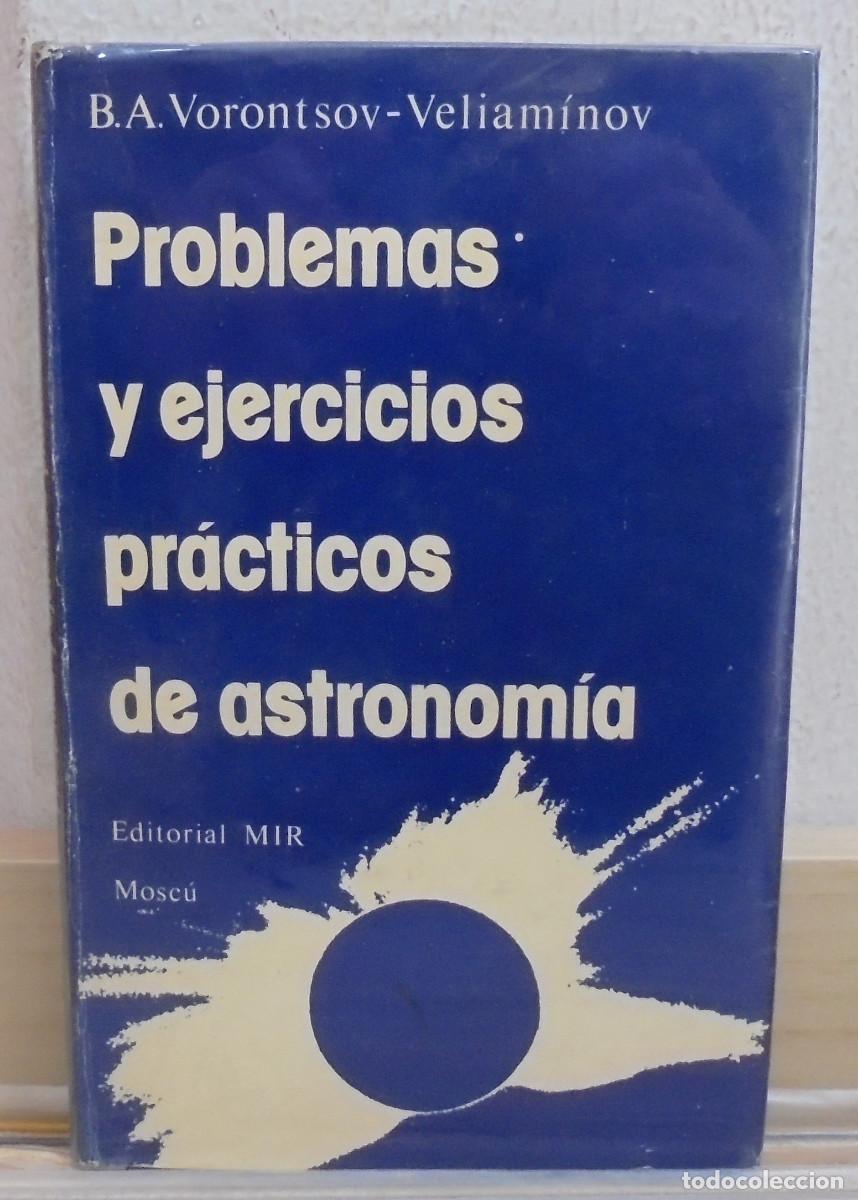 B.A. Vorontsov-Veliamínov
Problemas
y ejercicios
prácticos
de astronomía
Editorial MIR
Moscú
todocoleccion